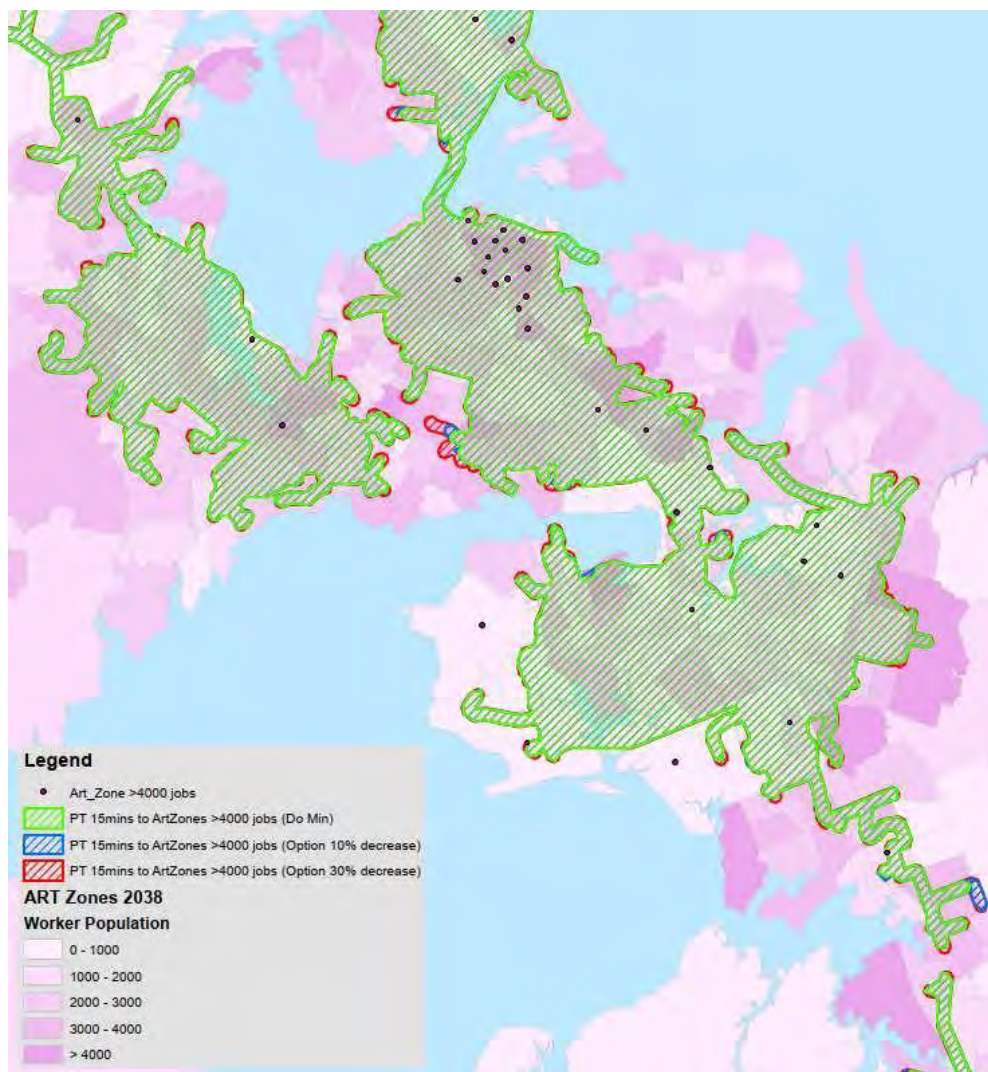 Legend
Art_Zone >4000 jobs
PT 15mins to ArtZones >4000 jobs (Do Min)
PT 15mins to ArtZones >4000 jobs (Option 10% decrease)
PT 15mins to ArtZones >4000 jobs (Option 30% decrease)
ART Zones 2038
Worker Population
0 - 1000
1000 - 2000
2000 - 3000
3000 - 4000
> 4000